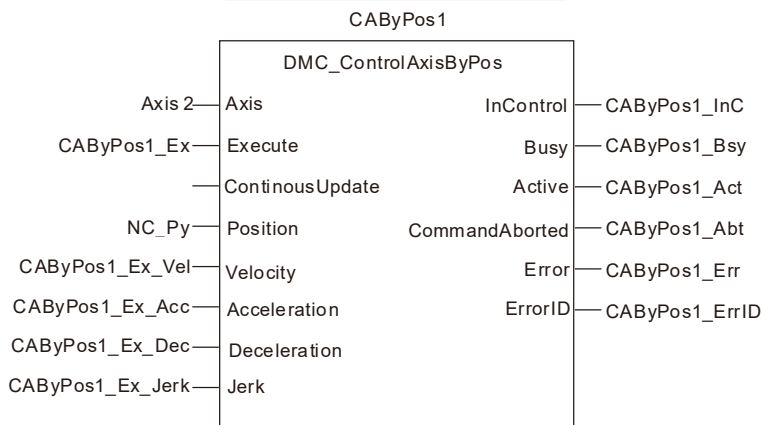 CAByPos1
DMC_ControlAxisByPos
Axis 2 Axis InControl CAByPos1_InC
CAByPos1_Ex Execute Busy CAByPos1_Bsy
ContinousUpdate Active CAByPos1_Act
NC_Py Position CommandAborted CAByPos1_Abt
CAByPos1_Ex_Vel Velocity Error CAByPos1_Err
CAByPos1_Ex_Acc Acceleration ErrorID CAByPos1_ErrID
CAByPos1_Ex_Dec Deceleration
CAByPos1_Ex_Jerk Jerk